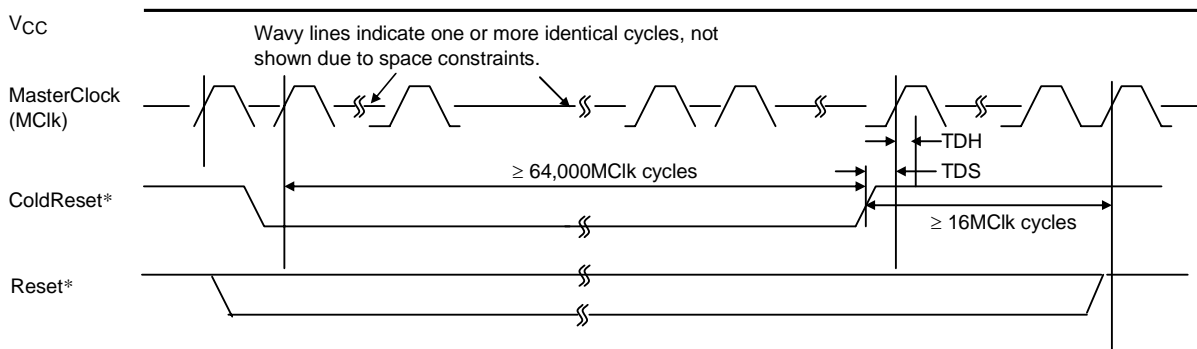 VCC
Wavy lines indicate one or more identical cycles, not
shown due to space constraints.
MasterClock
(MClk)
TDH
≥ 64,000MClk cycles
TDS
ColdReset*
≥ 16MClk cycles
Reset*